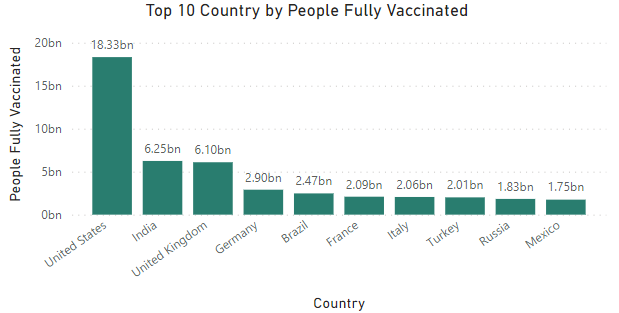 Top 10 Country by People Fully Vaccinated
People Fully Vaccinated
20bn
15bn
10bn
5bn
0bn
18.33bn
6.25bn
6.10bn
2.90bn
2.47bn
2.09bn
2.06bn
2.01bn
1.83bn
1.75bn
United States
India
United Kingdom
Germany
Brazil
France
Italy
Turkey
Russia
Mexico
Country